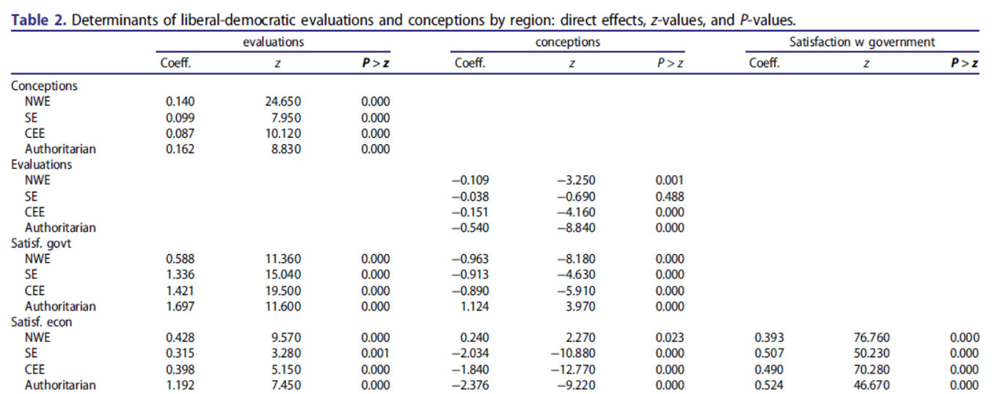 Table 2. Determinants of liberal-democratic evaluations and conceptions by region: direct effects, z-values, and P-values.
evaluations conceptions Satisfaction w government
Coeff. z P > z Coeff. z P > z Coeff. z P > z
Conceptions
NWE 0.140 24.650 0.000
SE 0.099 7.950 0.000
CEE 0.087 10.120 0.000
Authoritarian 0.162 8.830 0.000
Evaluations
NWE −0.109 −3.250 0.001
SE −0.038 −0.690 0.488
CEE −0.151 −4.160 0.000
Authoritarian −0.540 −8.840 0.000
Satisf. govt
NWE 0.588 11.360 0.000 −0.963 −8.180 0.000
SE 1.336 15.040 0.000 −0.913 −4.630 0.000
CEE 1.421 19.500 0.000 −0.890 −5.910 0.000
Authoritarian 1.697 11.600 0.000 1.124 3.970 0.000
Satisf. econ
NWE 0.428 9.570 0.000 0.240 2.270 0.023 0.393 76.760 0.000
SE 0.315 3.280 0.001 −2.034 −10.880 0.000 0.507 50.230 0.000
CEE 0.398 5.150 0.000 −1.840 −12.770 0.000 0.490 70.280 0.000
Authoritarian 1.192 7.450 0.000 −2.376 −9.220 0.000 0.524 46.670 0.000